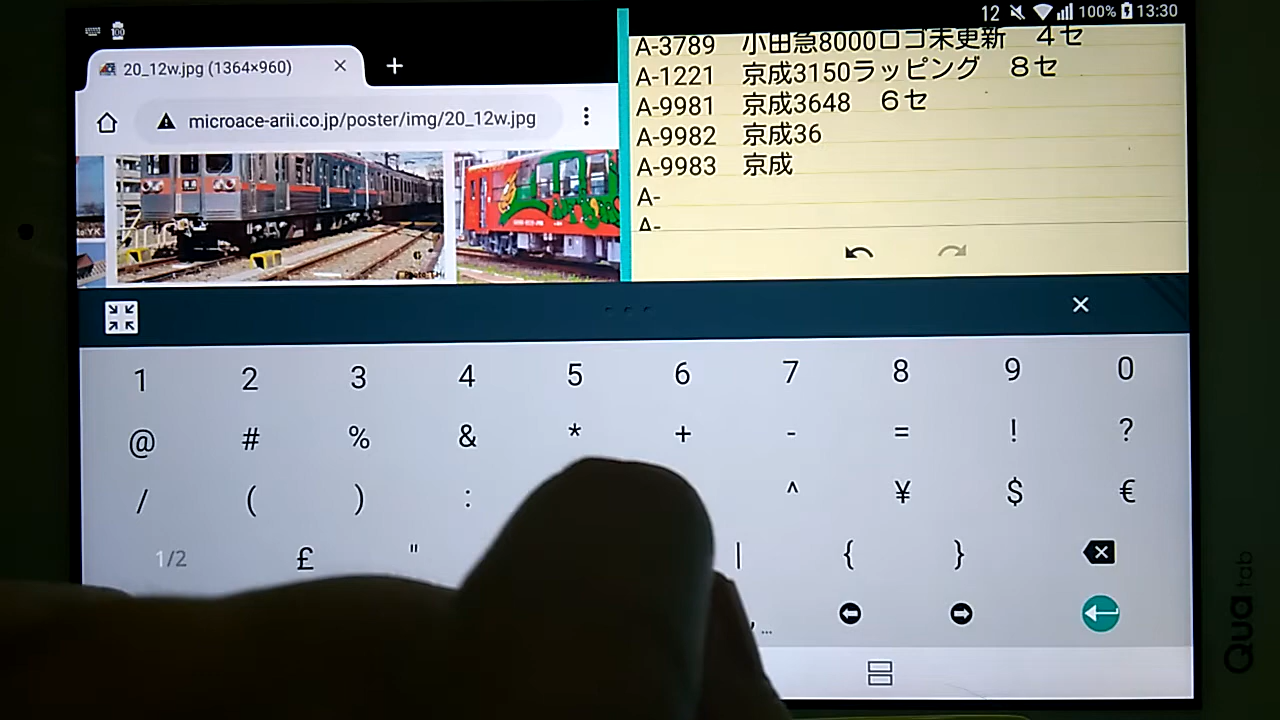 12 100% 13:30
100
20_12w.jpg (1364×960)
microace-arii.co.jp/poster/img/20_12w.jpg
A-3789 小田急8000ロゴ未更新 4セ
A-1221 京成3150ラッピング 8セ
A-9981 京成3648 6セ
A-9982 京成36
A-9983 京成
A-
A-
1 2 3 4 5 6 7 8 9 0
@ # % & * + - = ! ?
/ ( ) : ^ ¥ $ €
1/2 £ " | { }
, ...
Qua tab